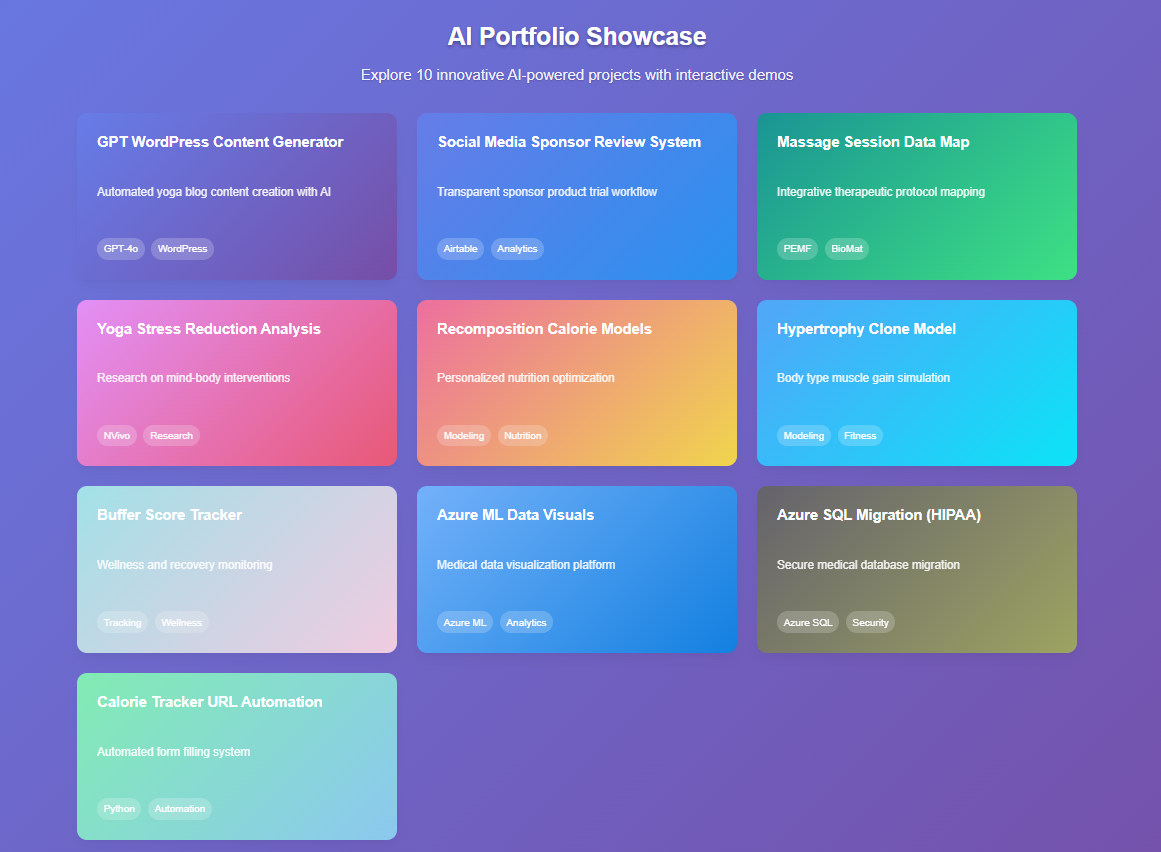 AI Portfolio Showcase
Explore 10 innovative AI-powered projects with interactive demos
GPT WordPress Content Generator
Automated yoga blog content creation with AI
GPT-4o
WordPress
Social Media Sponsor Review System
Transparent sponsor product trial workflow
Airtable
Analytics
Massage Session Data Map
Integrative therapeutic protocol mapping
PEMF
BioMat
Yoga Stress Reduction Analysis
Research on mind-body interventions
NVivo
Research
Recomposition Calorie Models
Personalized nutrition optimization
Modeling
Nutrition
Hypertrophy Clone Model
Body type muscle gain simulation
Modeling
Fitness
Buffer Score Tracker
Wellness and recovery monitoring
Tracking
Wellness
Azure ML Data Visuals
Medical data visualization platform
Azure ML
Analytics
Azure SQL Migration (HIPAA)
Secure medical database migration
Azure SQL
Security
Calorie Tracker URL Automation
Automated form filling system
Python
Automation